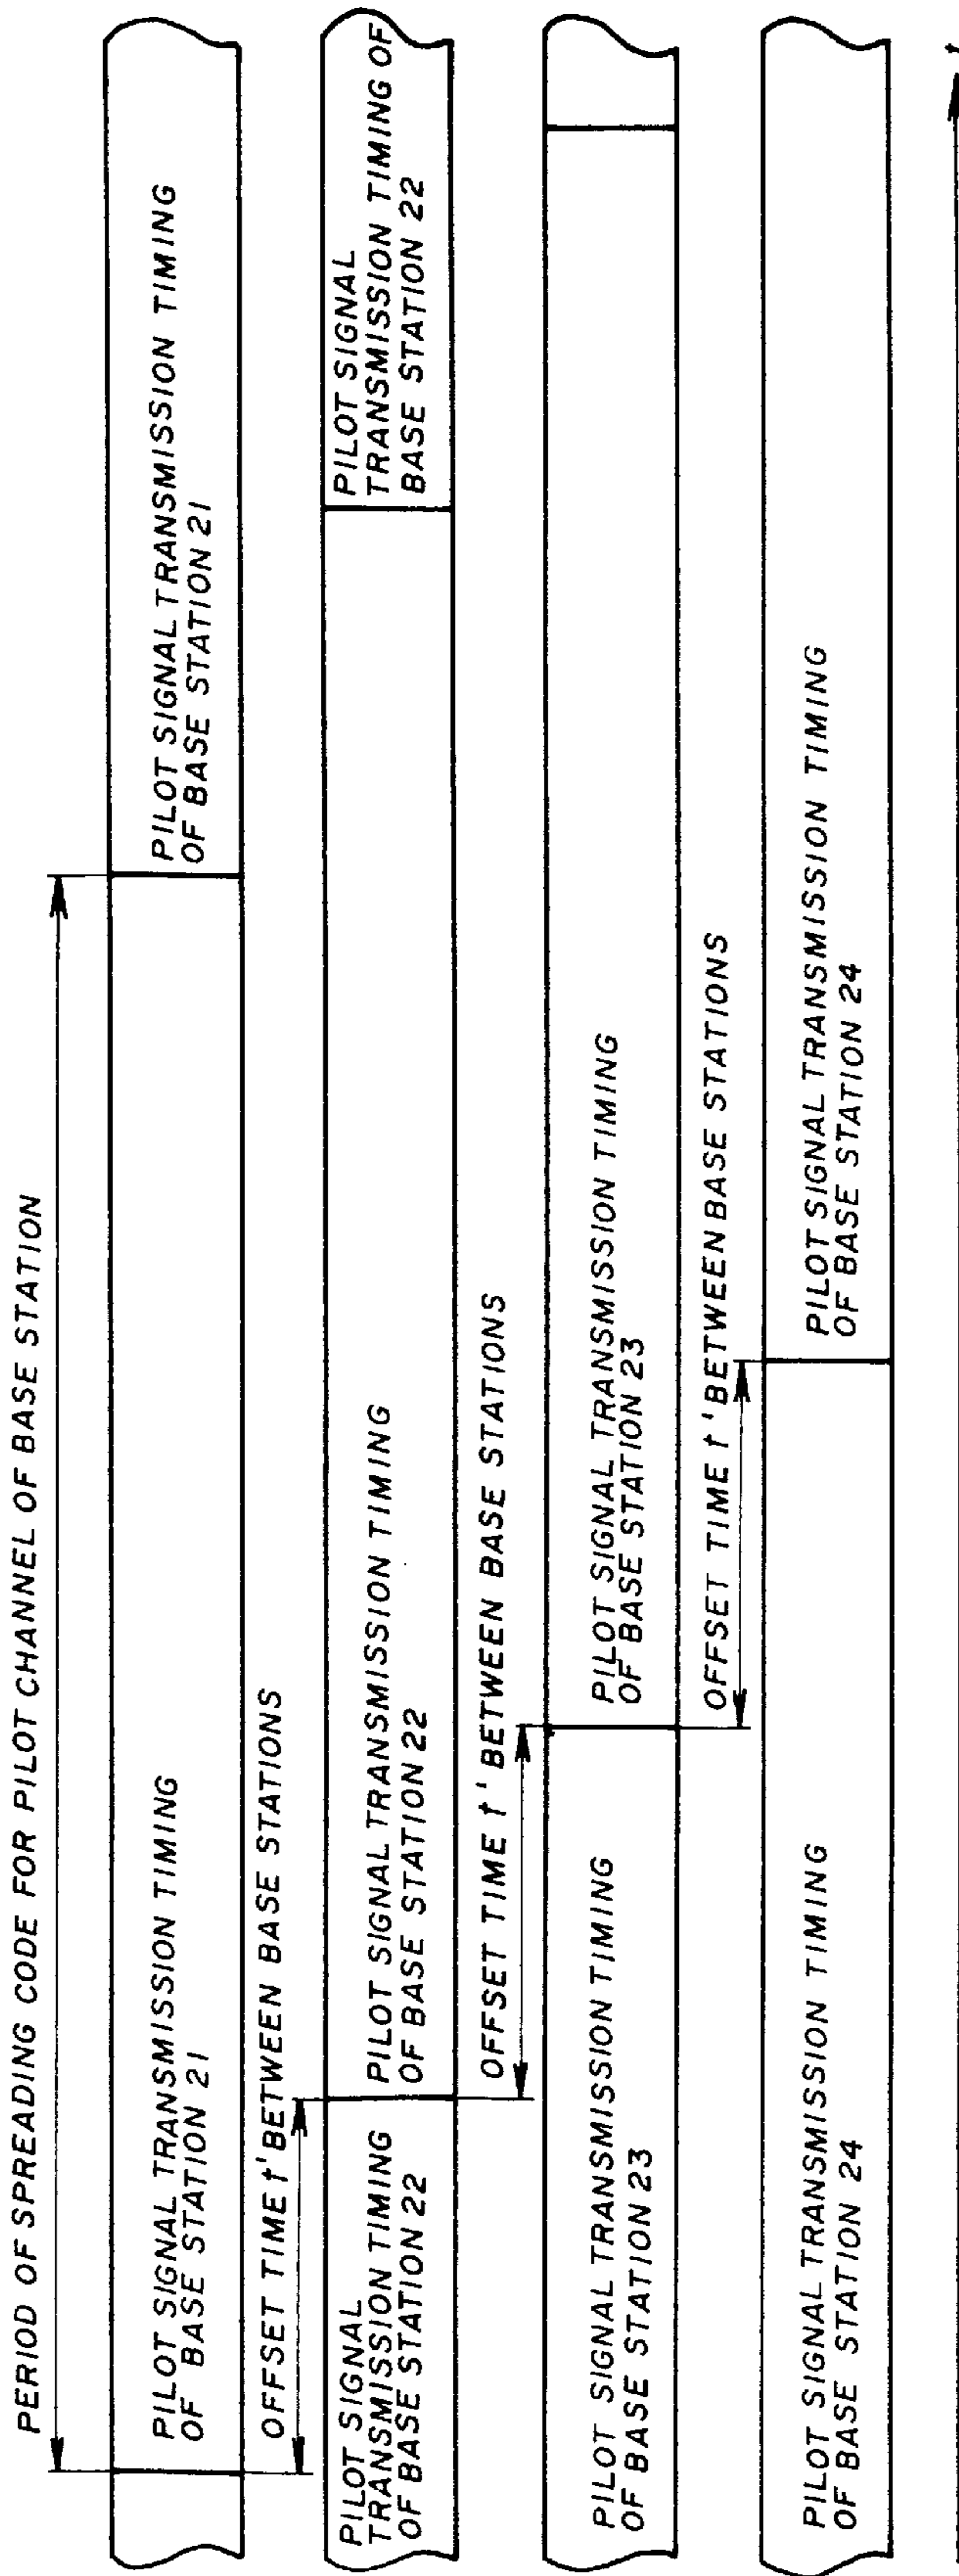 PERIOD OF SPREADING CODE FOR PILOT CHANNEL OF BASE STATION
PILOT SIGNAL TRANSMISSION TIMING
OF BASE STATION 21
PILOT SIGNAL TRANSMISSION TIMING
OF BASE STATION 21
OFFSET TIME t' BETWEEN BASE STATIONS
PILOT SIGNAL
TRANSMISSION TIMING
OF BASE STATION 22
PILOT SIGNAL TRANSMISSION TIMING
OF BASE STATION 22
PILOT SIGNAL
TRANSMISSION TIMING OF
BASE STATION 22
OFFSET TIME t' BETWEEN BASE STATIONS
PILOT SIGNAL TRANSMISSION TIMING
OF BASE STATION 23
PILOT SIGNAL TRANSMISSION TIMING
OF BASE STATION 23
OFFSET TIME t' BETWEEN BASE STATIONS
PILOT SIGNAL TRANSMISSION TIMING
OF BASE STATION 24
PILOT SIGNAL TRANSMISSION TIMING
OF BASE STATION 24
t